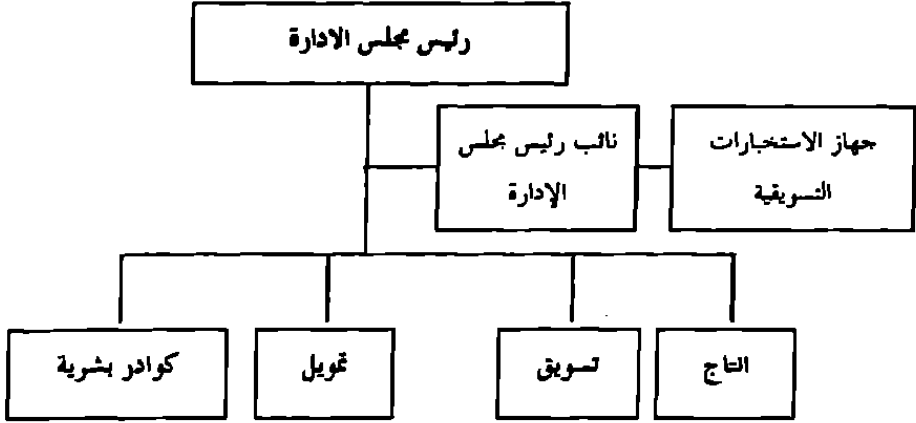 رئيس مجلس الادارة
جهاز الاستخبارات
التسويقية
نائب رئيس مجلس
الإدارة
انتاج
تسويق
تمويل
كوادر بشرية